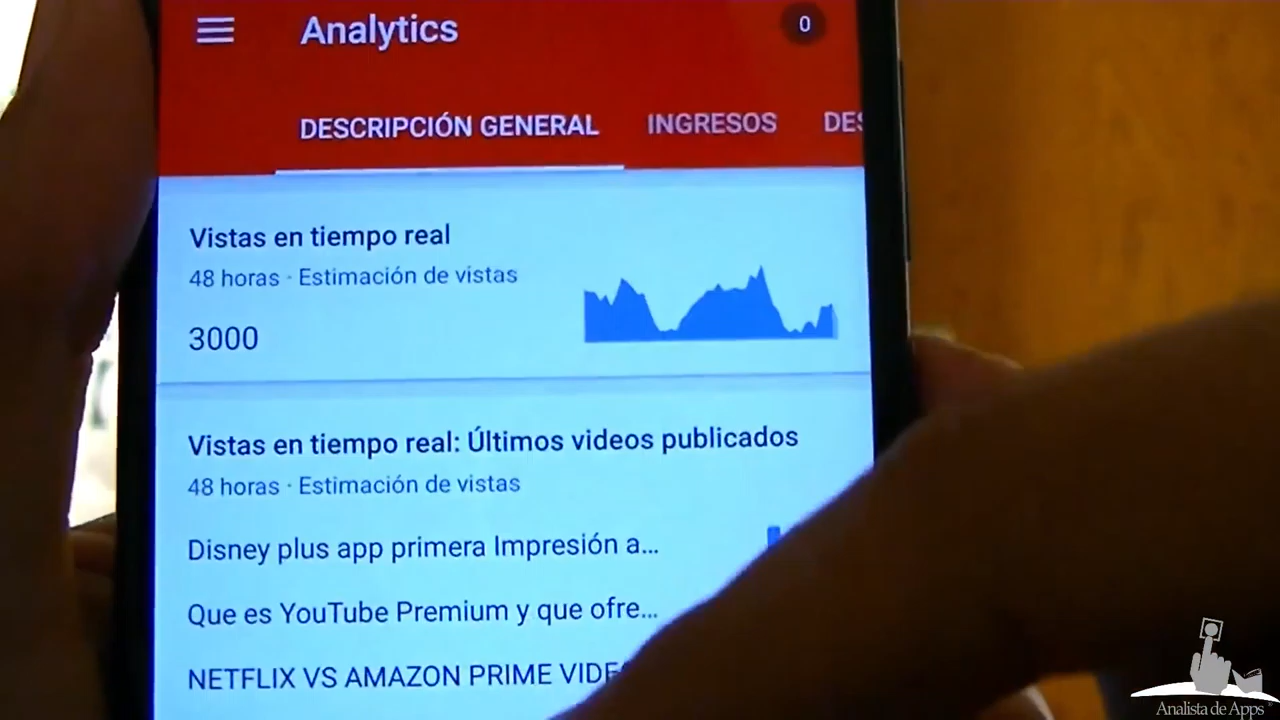 Analytics
0
DESCRIPCIÓN GENERAL
INGRESOS
DES
Vistas en tiempo real
48 horas · Estimación de vistas
3000
Vistas en tiempo real: Últimos videos publicados
48 horas · Estimación de vistas
Disney plus app primera Impresión a...
Que es YouTube Premium y que ofre...
NETFLIX VS AMAZON PRIME VIDE
Analista de Apps